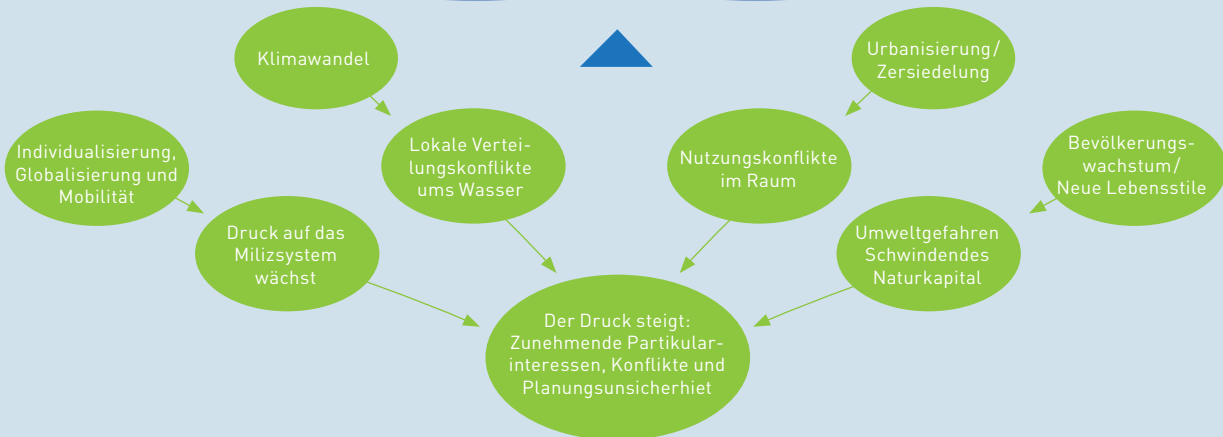 Klimawandel
Urbanisierung/
Zersiedelung
Individualisierung,
Globalisierung und
Mobilität
Lokale Vertei-
lungskonflikte
ums Wasser
Nutzungskonflikte
im Raum
Bevölkerungs-
wachstum/
Neue Lebensstile
Druck auf das
Milizsystem
wächst
Umweltgefahren
Schwindendes
Naturkapital
Der Druck steigt:
Zunehmende Partikular-
interessen, Konflikte und
Planungsunsicherhiet